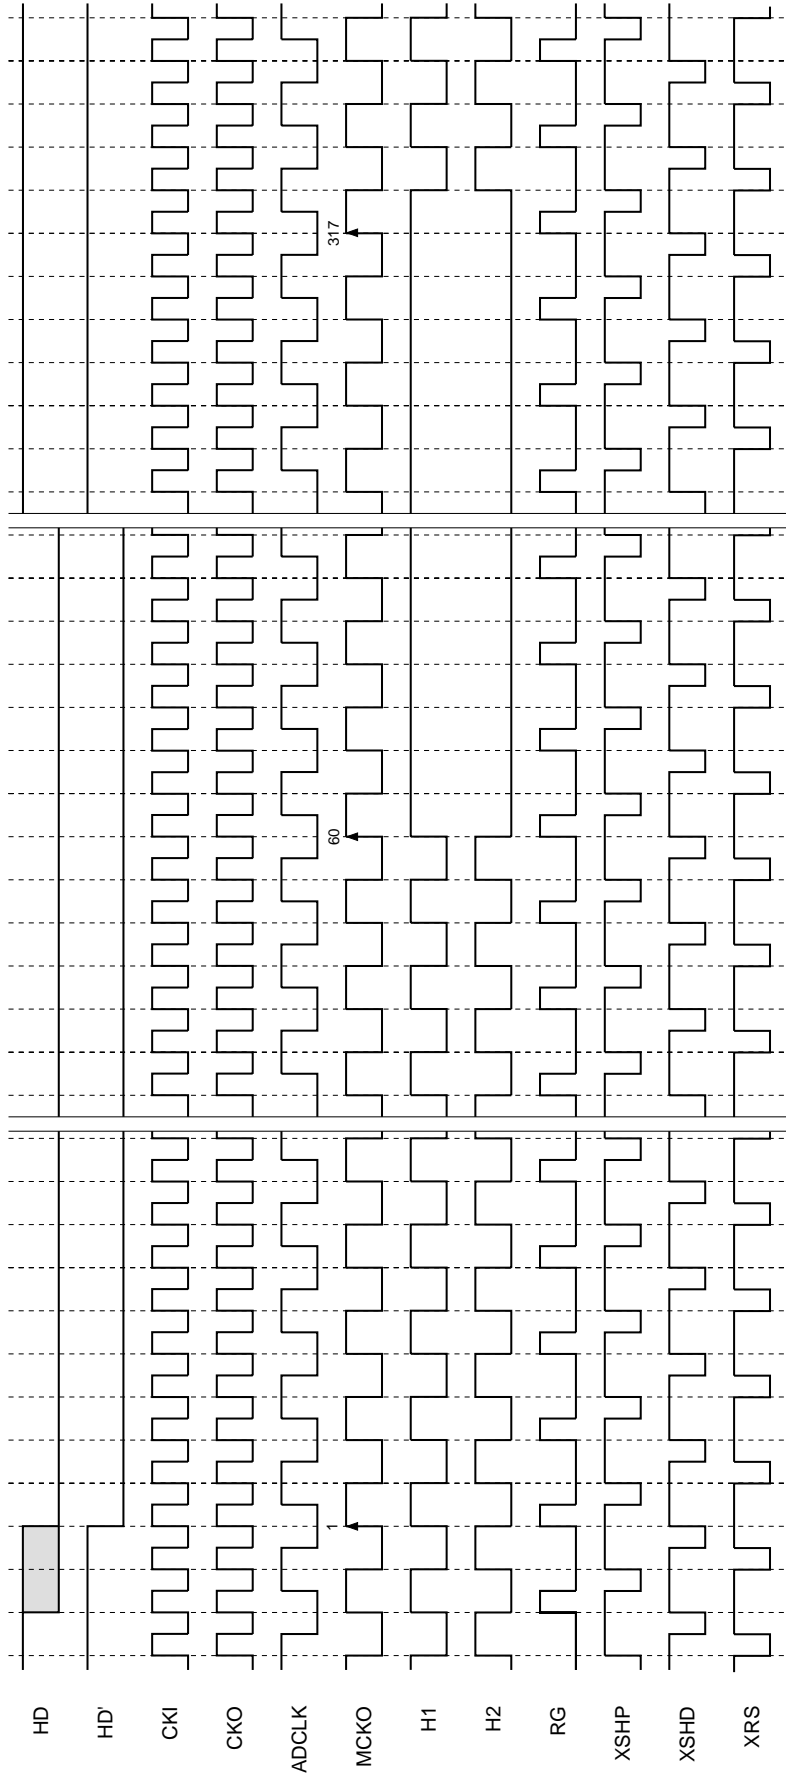 HD
HD'
CKI
CKO
ADCLK
MCKO
1
60
317
H1
H2
RG
XSHP
XSHD
XRS